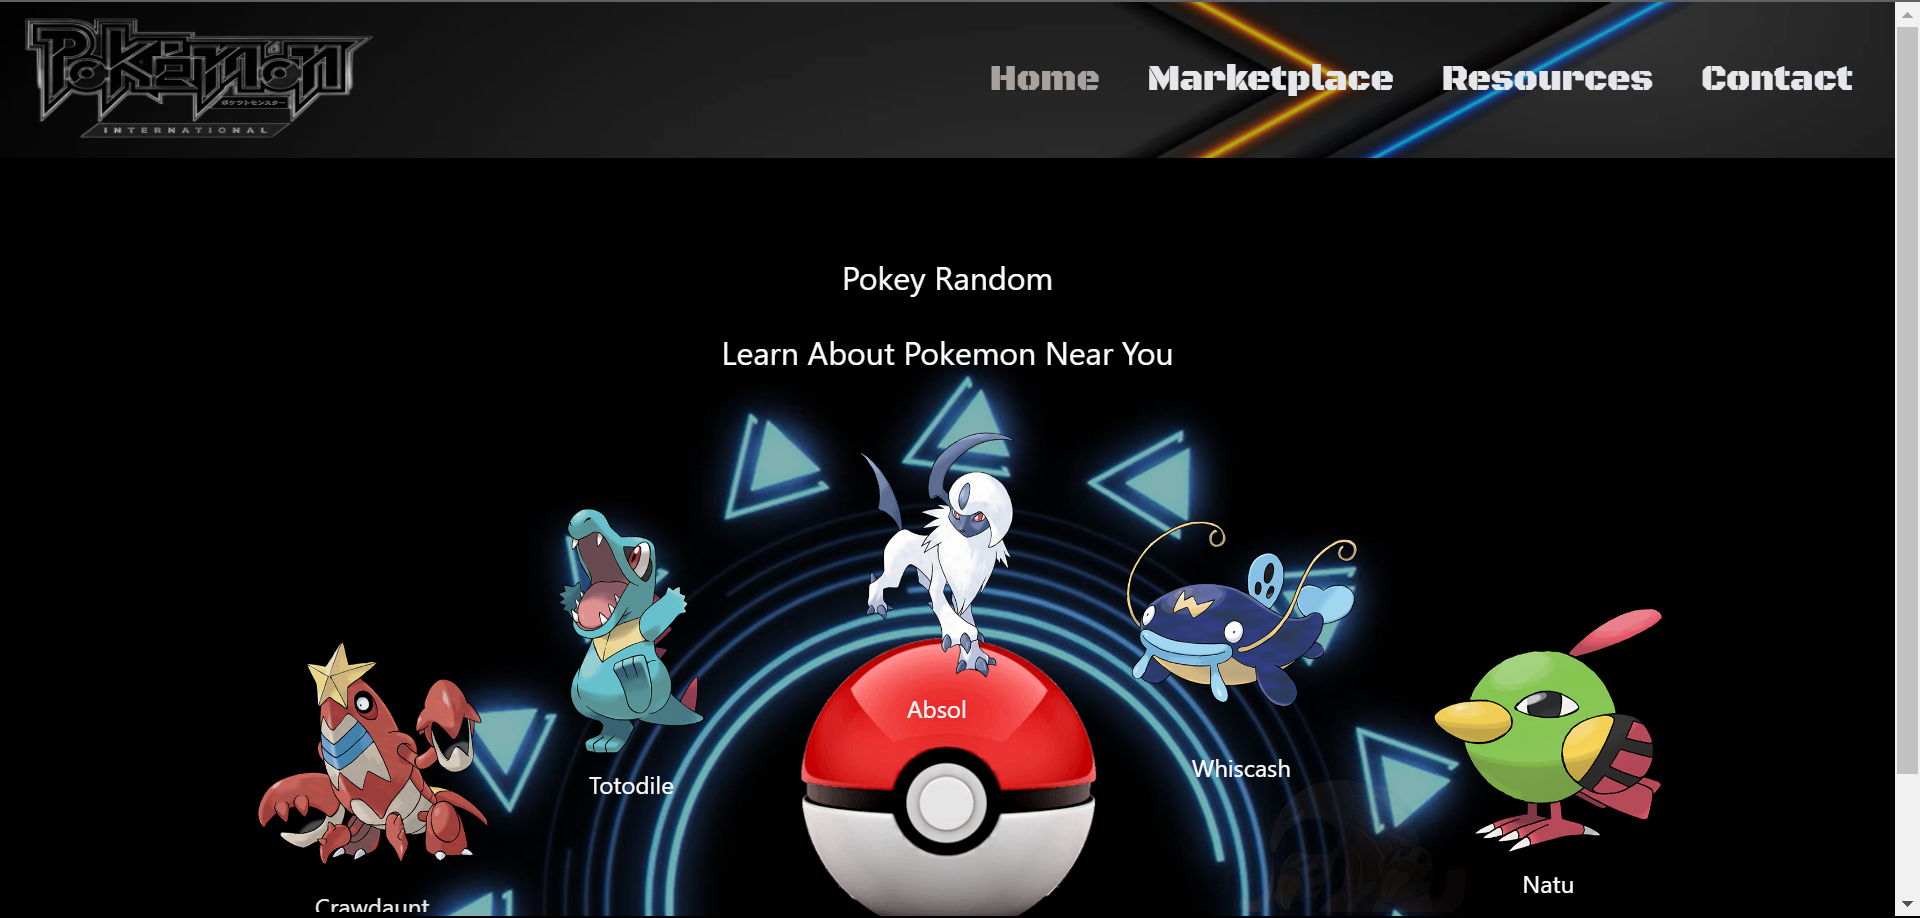 Pokémon
ポケットモンスター
INTERNATIONAL
Home
Marketplace
Resources
Contact
Pokey Random
Learn About Pokemon Near You
Absol
Totodile
Whiscash
Natu
Crawdaunt